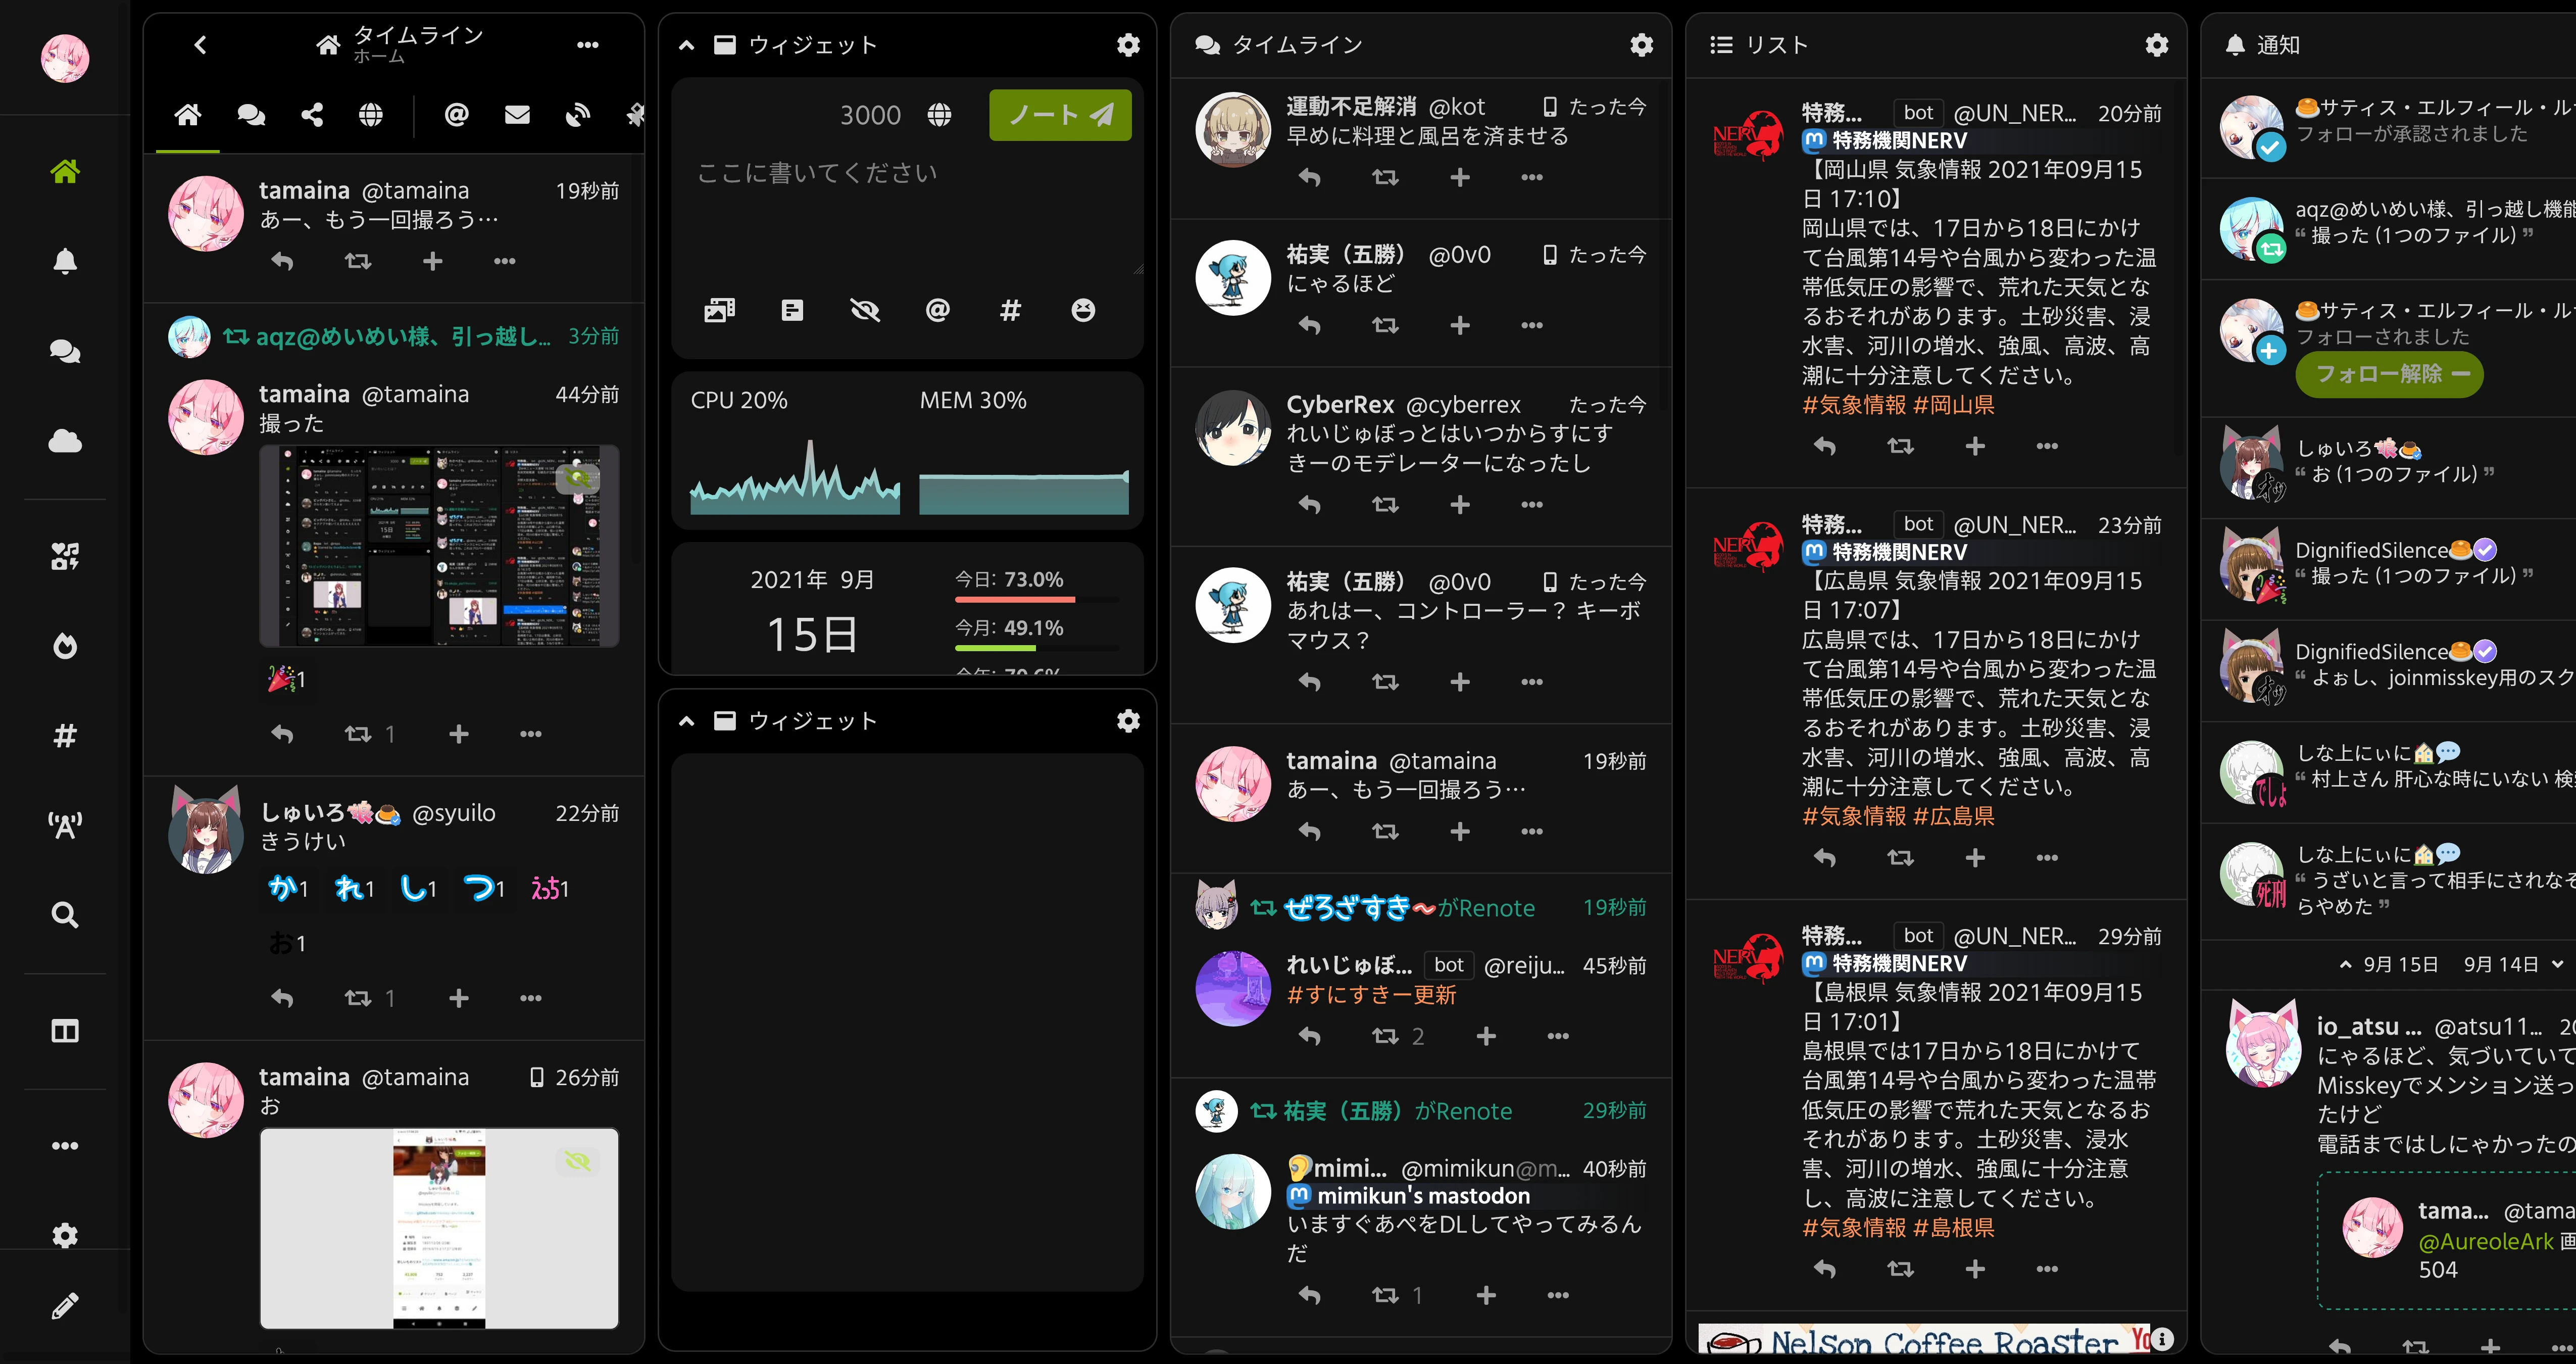 タイムライン
ホーム
tamaina @tamaina 19秒前
あー、もう一回撮ろう…
aqz@めいめい様、引っ越し... 3分前
tamaina @tamaina 44分前
撮った
1
1
しゅいろ @syuilo 22分前
きうけい
か1 れ1 し1 つ1 えっち1
お1
1
tamaina @tamaina 26分前
お
ウィジェット
3000 ノート
ここに書いてください
CPU 20% MEM 30%
2021年 9月
15日
今日: 73.0%
今月: 49.1%
ウィジェット
タイムライン
運動不足解消 @kot たった今
早めに料理と風呂を済ませる
祐実（五勝） @0v0 たった今
にゃるほど
CyberRex @cyberrex たった今
れいじゅぼっとはいつからすにす
きーのモデレーターになったし
祐実（五勝） @0v0 たった今
あれはー、コントローラー？ キーボ
マウス？
tamaina @tamaina 19秒前
あー、もう一回撮ろう…
ぜろざすき〜がRenote 19秒前
れいじゅぼ... bot @reiju... 45秒前
#すにすきー更新
2
祐実（五勝）がRenote 29秒前
mimi... @mimikun@m... 40秒前
mimikun's mastodon
いますぐあぺをDLしてやってみるん
だ
1
リスト
特務... bot @UN_NER... 20分前
特務機関NERV
【岡山県 気象情報 2021年09月15
日 17:10】
岡山県では、17日から18日にかけ
て台風第14号や台風から変わった温
帯低気圧の影響で、荒れた天気とな
るおそれがあります。土砂災害、浸
水害、河川の増水、強風、高波、高
潮に十分注意してください。
#気象情報 #岡山県
特務... bot @UN_NER... 23分前
特務機関NERV
【広島県 気象情報 2021年09月15
日 17:07】
広島県では、17日から18日にかけ
て台風第14号や台風から変わった温
帯低気圧の影響で、荒れた天気とな
るおそれがあります。土砂災害、浸
水害、河川の増水、強風、高波、高
潮に十分注意してください。
#気象情報 #広島県
特務... bot @UN_NER... 29分前
特務機関NERV
【島根県 気象情報 2021年09月15
日 17:01】
島根県では17日から18日にかけて
台風第14号や台風から変わった温帯
低気圧の影響で荒れた天気となるお
それがあります。土砂災害、浸水
害、河川の増水、強風に十分注意
し、高波に注意してください。
#気象情報 #島根県
Nelson Coffee Roaster Yo
通知
サティス・エルフィール・ル
フォローが承認されました
aqz@めいめい様、引っ越し機能
“ 撮った (1つのファイル) ”
サティス・エルフィール・ル
フォローされました
フォロー解除
しゅいろ
“ お (1つのファイル) ”
DignifiedSilence
“ 撮った (1つのファイル) ”
DignifiedSilence
“ よぉし、joinmisskey用のスク
しな上にぃに
“ 村上さん 肝心な時にいない 検
でしょ
しな上にぃに
“ うざいと言って相手にされなそ
死刑
らやめた ”
9月 15日 9月 14日
io_atsu ... @atsu11... 20
にゃるほど、気づいていて
Misskeyでメンション送っ
たけど
電話まではしにゃかったの
tama... @tama
@AureoleArk 画
504